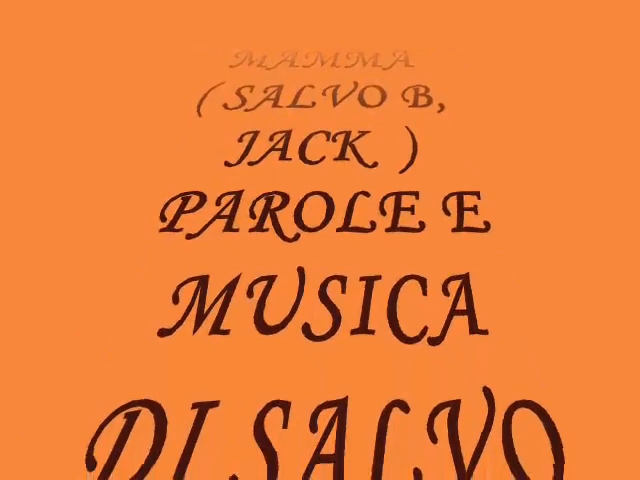 MAMMA
( SALVO B,
JACK )
PAROLE E
MUSICA
DI SALVO